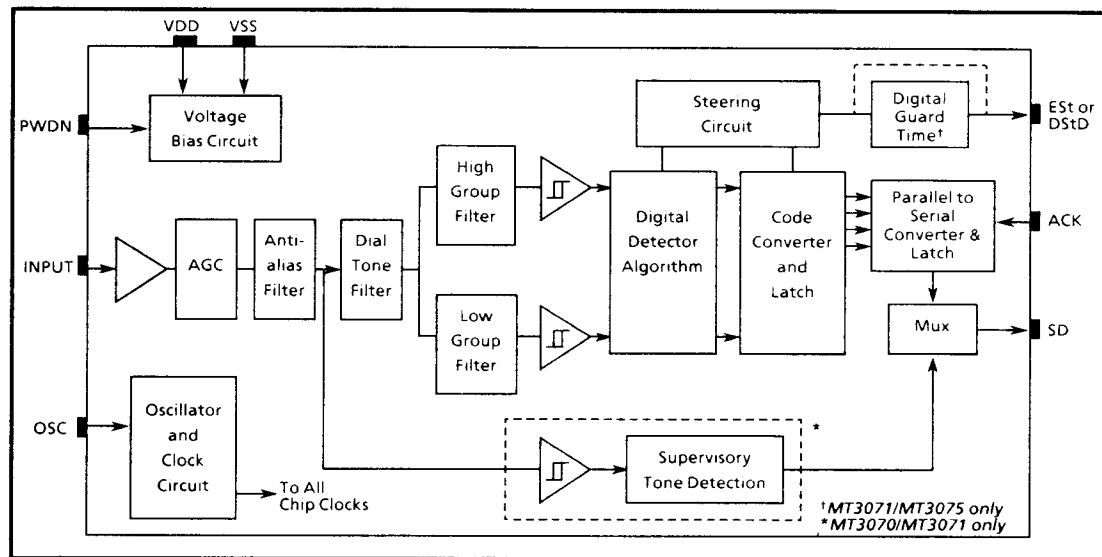 VDD
VSS
PWDN
Voltage
Bias Circuit
Steering
Circuit
Digital
Guard
Time†
ESt or
DStD
INPUT
AGC
Anti-
alias
Filter
Dial
Tone
Filter
High
Group
Filter
Low
Group
Filter
Digital
Detector
Algorithm
Code
Converter
and
Latch
Parallel to
Serial
Converter &
Latch
ACK
Mux
SD
OSC
Oscillator
and
Clock
Circuit
To All
Chip Clocks
Supervisory
Tone Detection
*
†MT3071/MT3075 only
*MT3070/MT3071 only